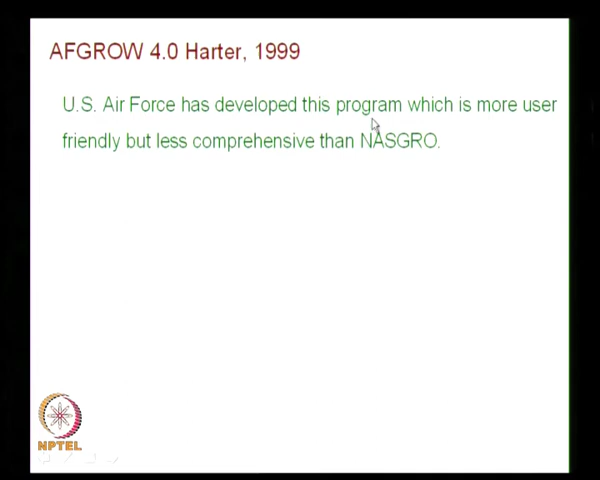 AFGROW 4.0 Harter, 1999
U.S. Air Force has developed this program which is more user
friendly but less comprehensive than NASGRO.
NPTEL